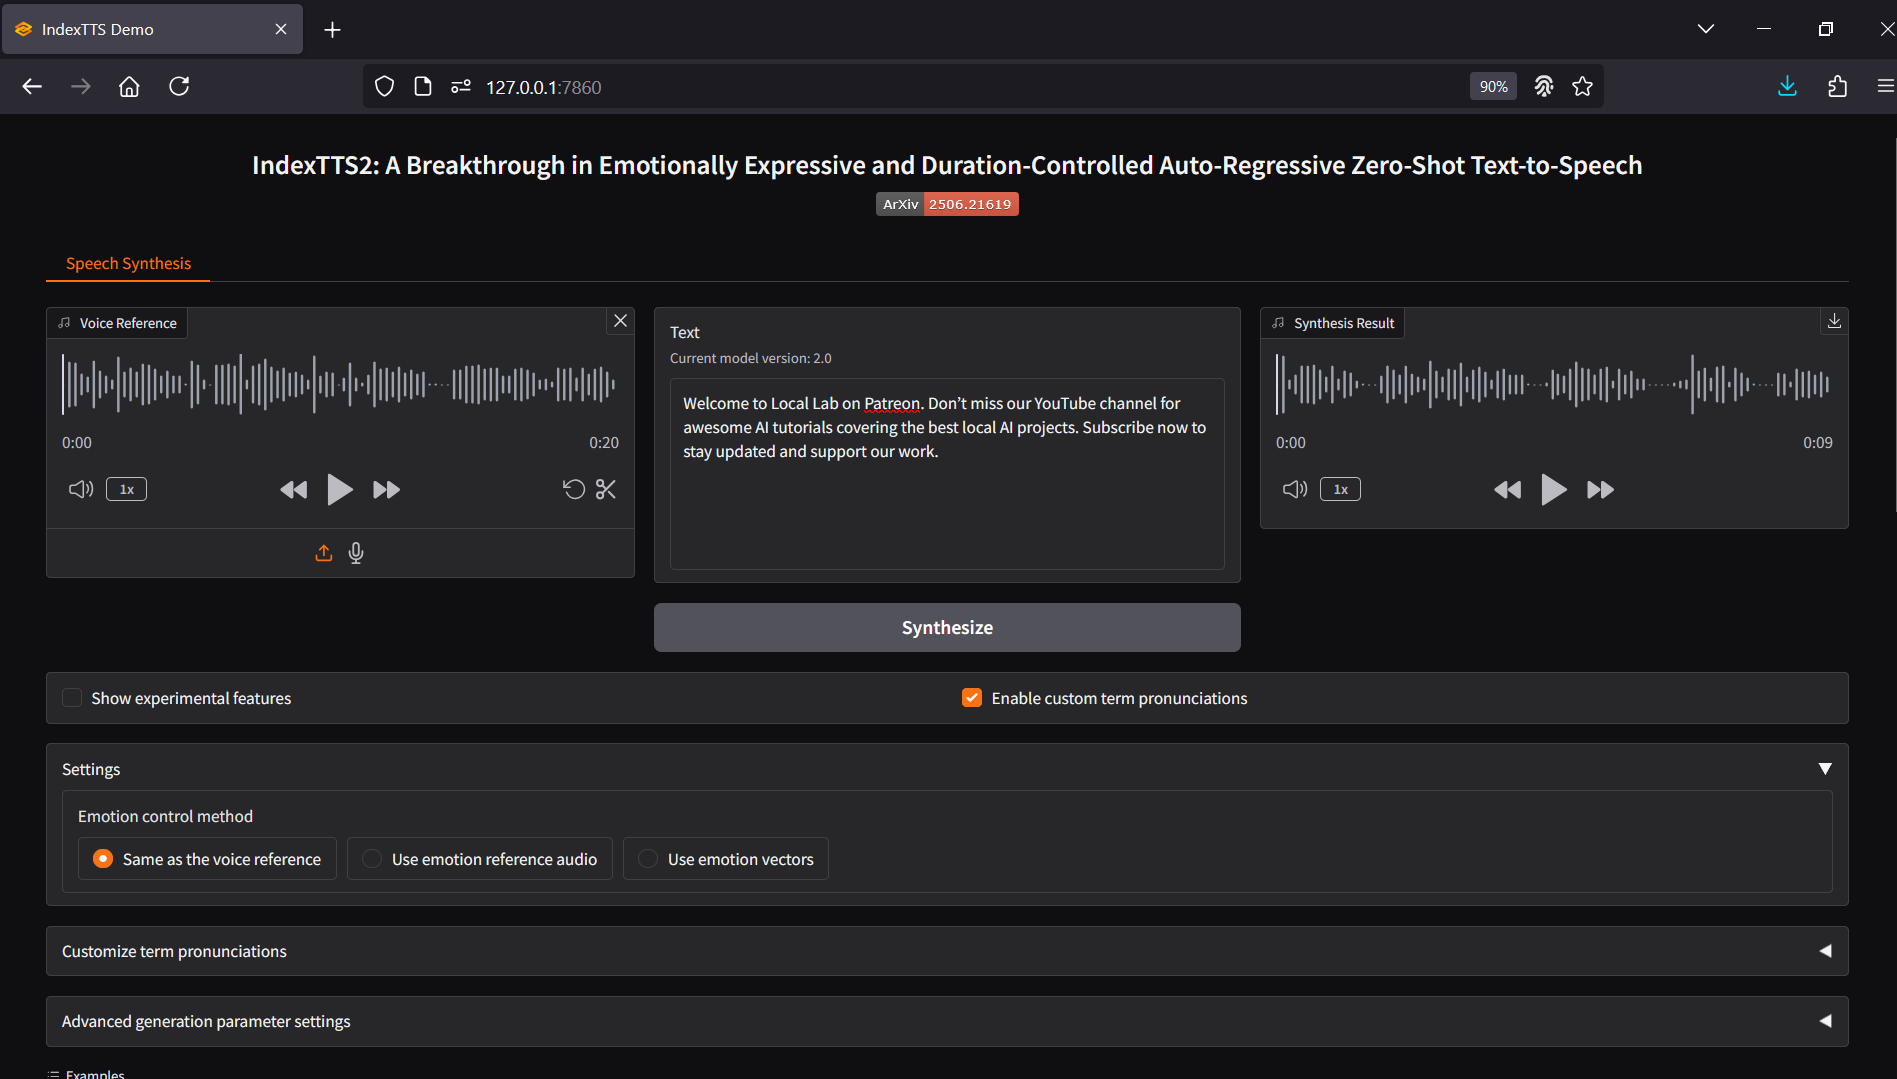 IndexTTS Demo
127.0.0.1:7860
90%
IndexTTS2: A Breakthrough in Emotionally Expressive and Duration-Controlled Auto-Regressive Zero-Shot Text-to-Speech
ArXiv 2506.21619
Speech Synthesis
Voice Reference
0:00
0:20
1x
Text
Current model version: 2.0
Welcome to Local Lab on Patreon. Don’t miss our YouTube channel for
awesome AI tutorials covering the best local AI projects. Subscribe now to
stay updated and support our work.
Synthesis Result
0:00
0:09
1x
Synthesize
Show experimental features
Enable custom term pronunciations
Settings
Emotion control method
Same as the voice reference
Use emotion reference audio
Use emotion vectors
Customize term pronunciations
Advanced generation parameter settings
Examples